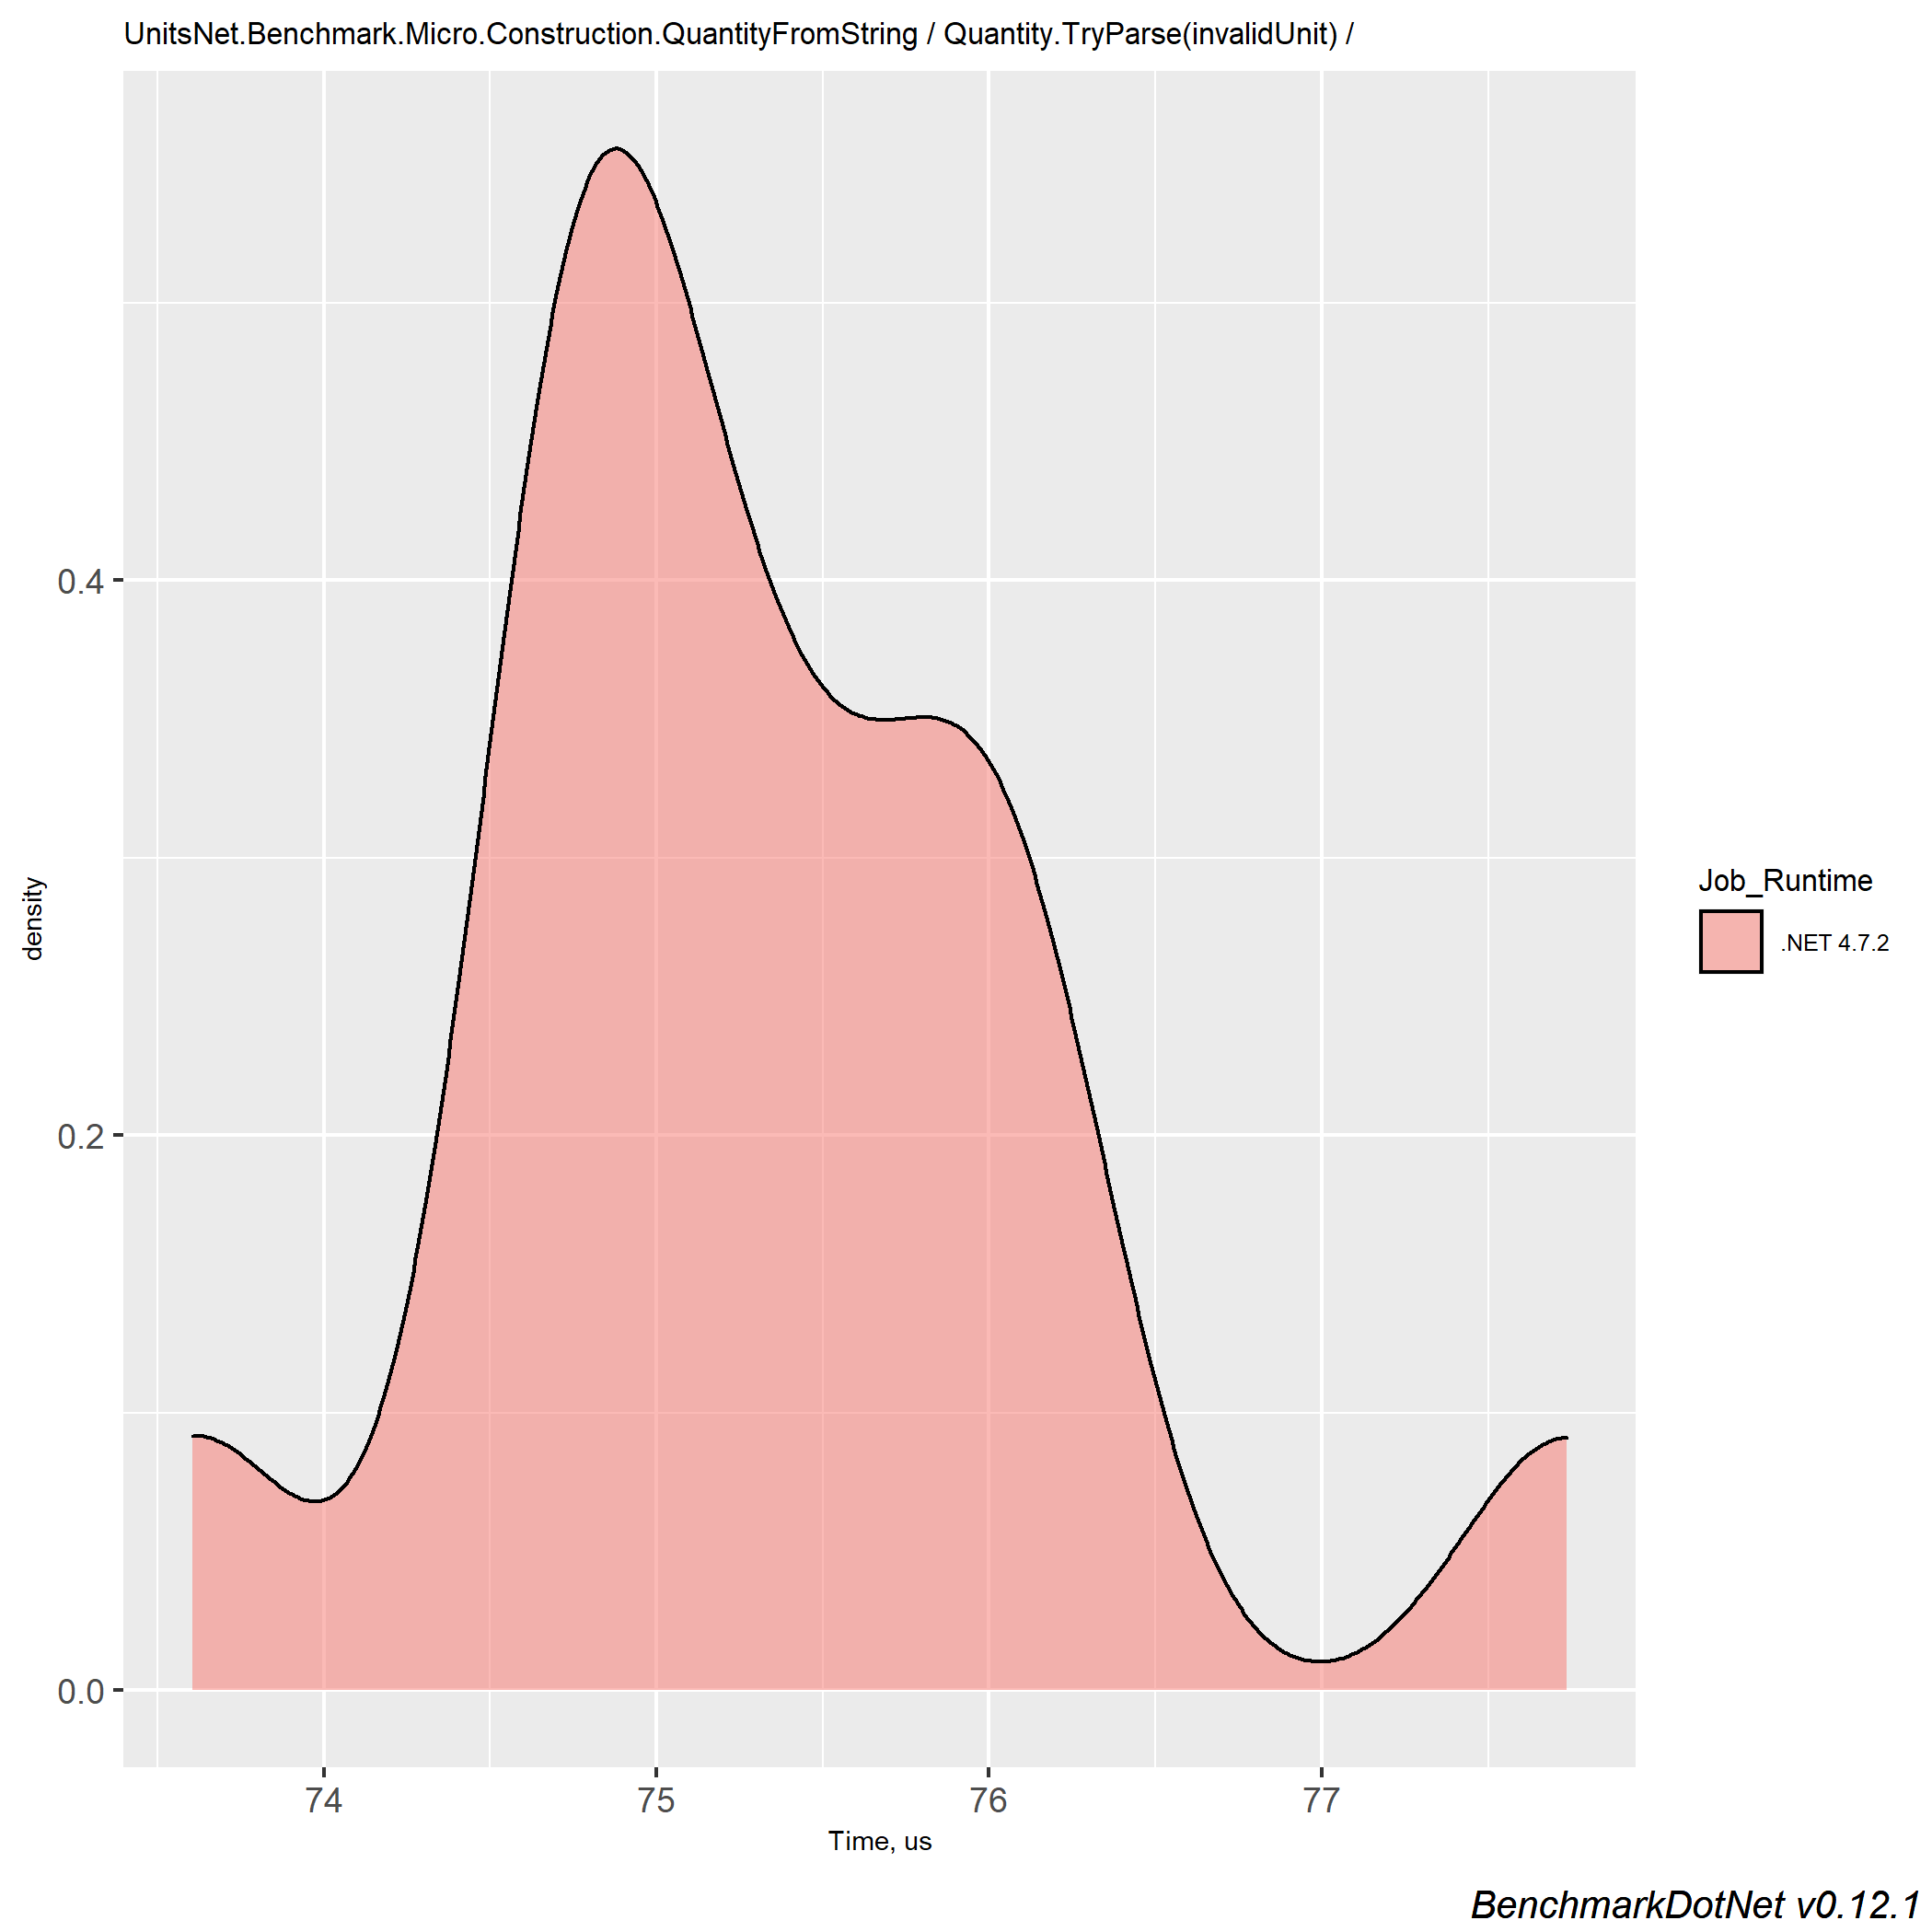 UnitsNet.Benchmark.Micro.Construction.QuantityFromString / Quantity.TryParse(invalidUnit) /
0.4
0.2
0.0
density
74 75 76 77
Time, us
Job_Runtime
.NET 4.7.2
BenchmarkDotNet v0.12.1